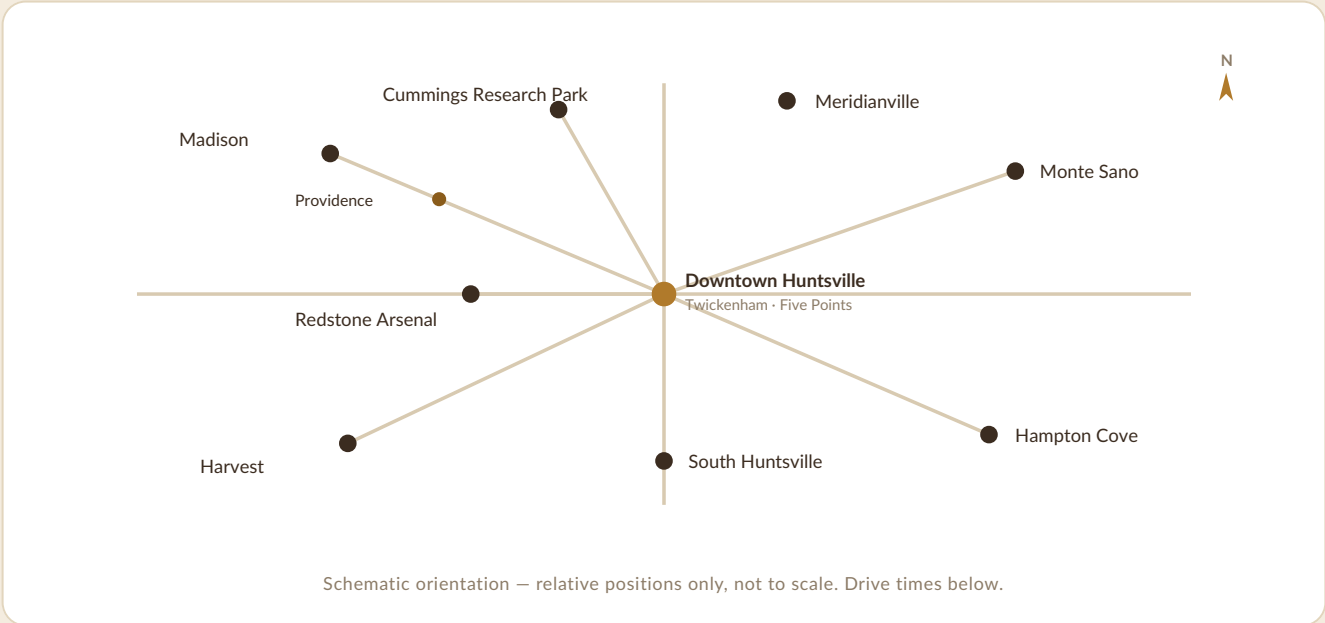 N
Cummings Research Park
Meridianville
Madison
Monte Sano
Providence
Downtown Huntsville
Twickenham · Five Points
Redstone Arsenal
Hampton Cove
South Huntsville
Harvest
Schematic orientation — relative positions only, not to scale. Drive times below.